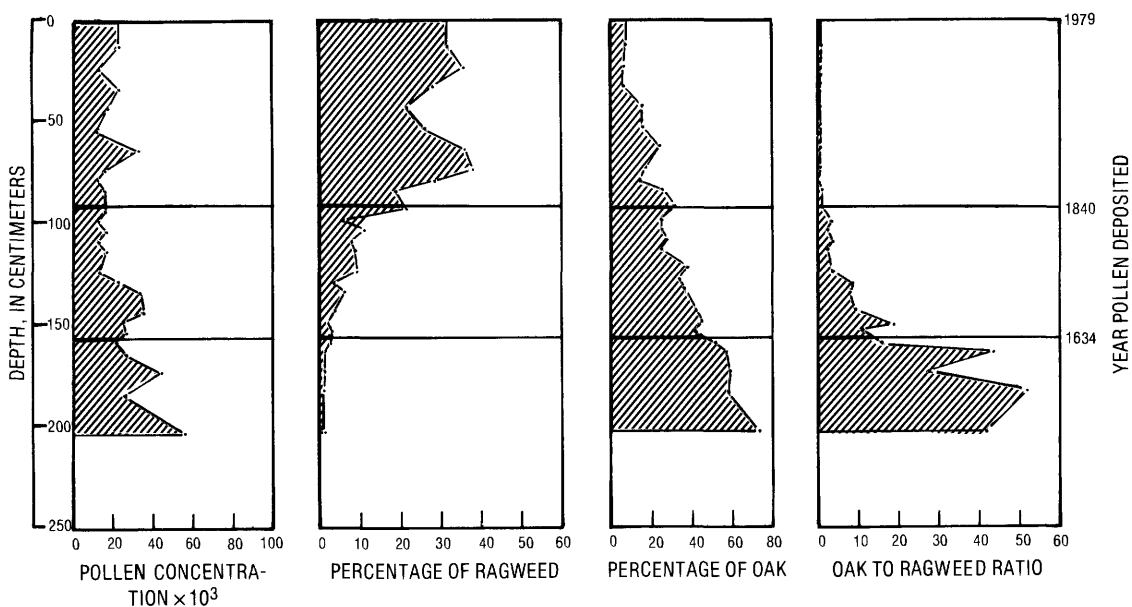 0
50
100
150
200
250
DEPTH, IN CENTIMETERS
0 20 40 60 80 100
POLLEN CONCENTRA-
TION ×10³
0 10 20 30 40 50 60
PERCENTAGE OF RAGWEED
0 20 40 60 80
PERCENTAGE OF OAK
0 10 20 30 40 50 60
OAK TO RAGWEED RATIO
1979
1840
1634
YEAR POLLEN DEPOSITED